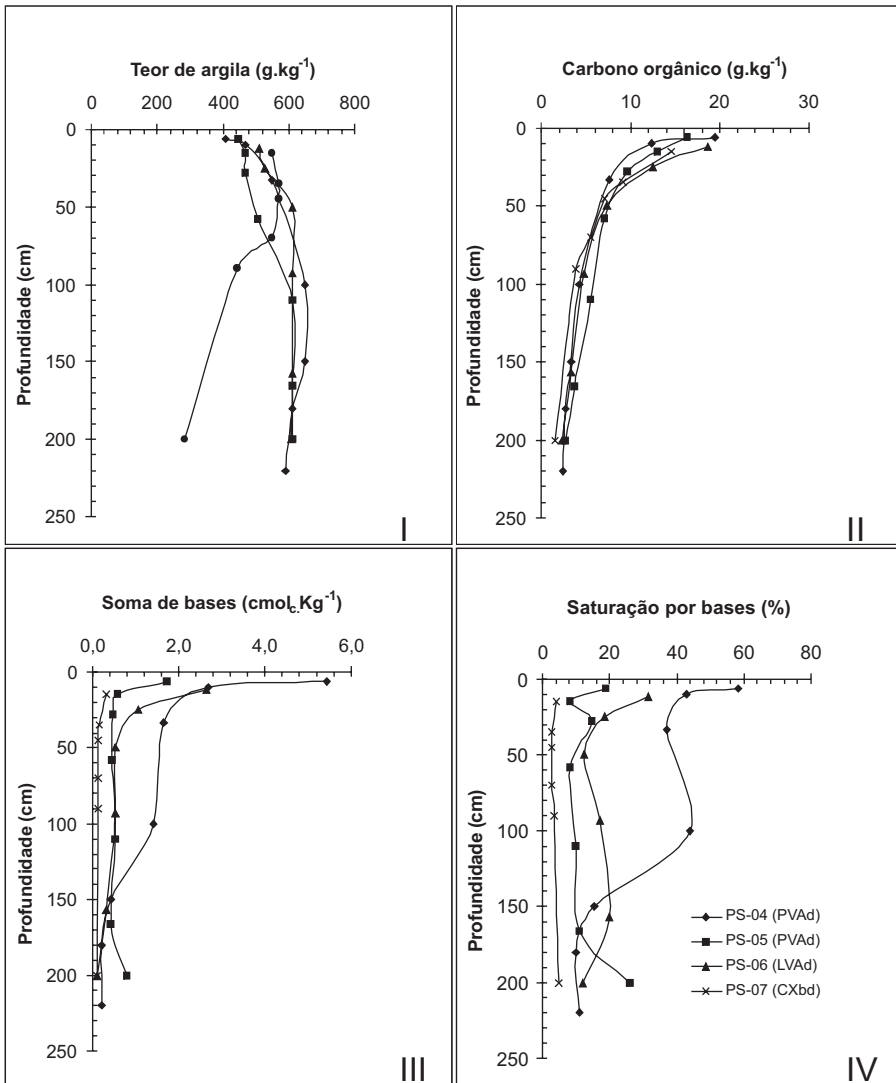 Teor de argila (g.kg⁻¹)
0 200 400 600 800
0
50
100
150
200
250
Profundidade (cm)
I
Carbono orgânico (g.kg⁻¹)
0 10 20 30
0
50
100
150
200
250
Profundidade (cm)
II
Soma de bases (cmolc.Kg⁻¹)
0,0 2,0 4,0 6,0
0
50
100
150
200
250
Profundidade (cm)
III
Saturação por bases (%)
0 20 40 60 80
0
50
100
150
200
250
Profundidade (cm)
PS-04 (PVAd)
PS-05 (PVAd)
PS-06 (LVAd)
PS-07 (CXbd)
IV